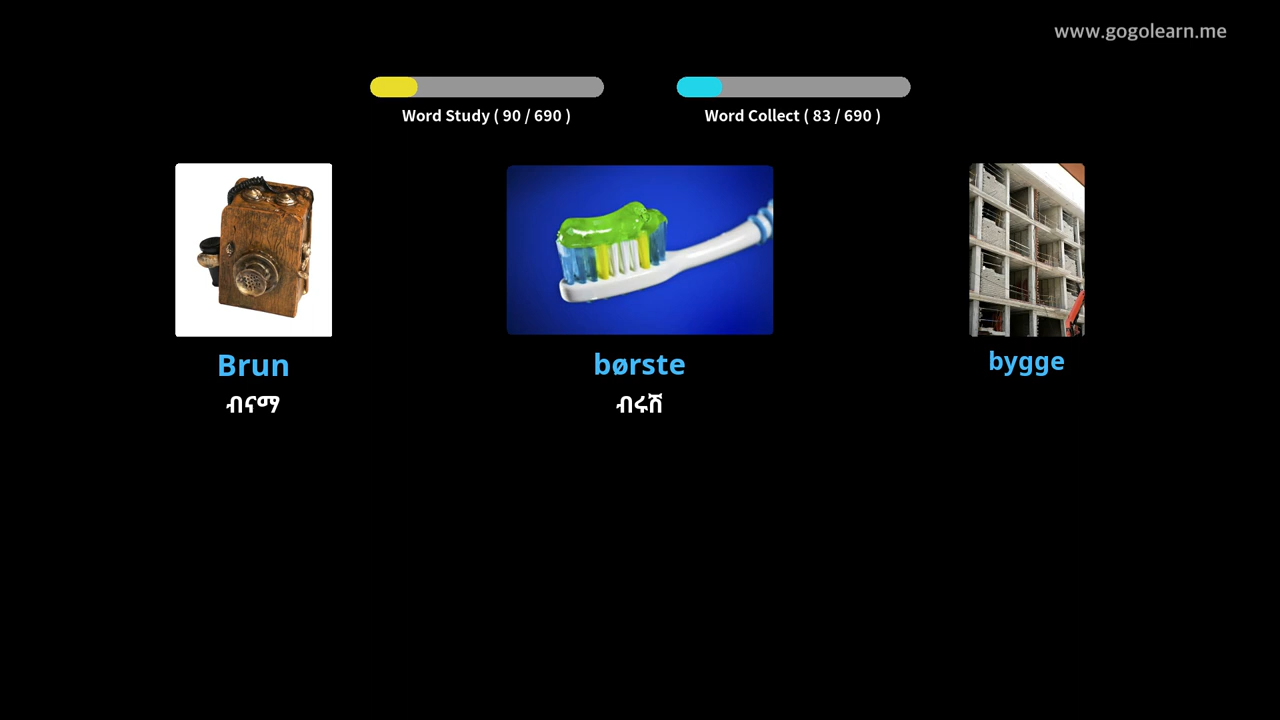 www.gogolearn.me
Word Study ( 90 / 690 )
Word Collect ( 83 / 690 )
Brun
ብናማ
børste
ብሩሽ
bygge